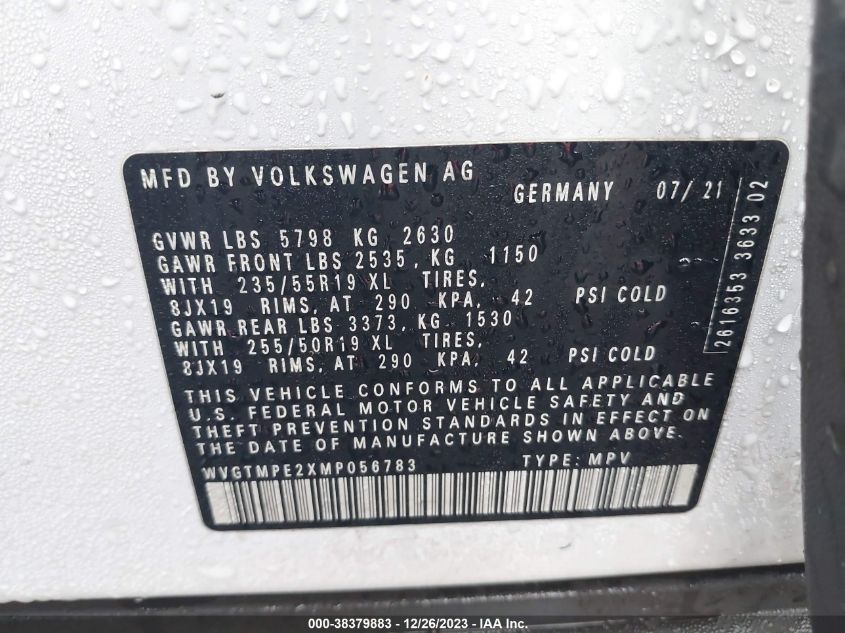 MFD BY VOLKSWAGEN AG
GERMANY 07/ 21
GVWR LBS 5798 KG 2630
GAWR FRONT LBS 2535, KG 1150
WITH 235/55R19 XL TIRES,
8JX19 RIMS, AT 290 KPA, 42 PSI COLD
GAWR REAR LBS 3373, KG 1530
WITH 255/50R19 XL TIRES,
8JX19 RIMS, AT 290 KPA, 42 PSI COLD
THIS VEHICLE CONFORMS TO ALL APPLICABLE
U.S. FEDERAL MOTOR VEHICLE SAFETY AND
THEFT PREVENTION STANDARDS IN EFFECT ON
THE DATE OF MANUFACTURE SHOWN ABOVE.
WVGTMPE2XMP056783 TYPE: MPV
2616353 3633 02
000-38379883 - 12/26/2023 - IAA Inc.